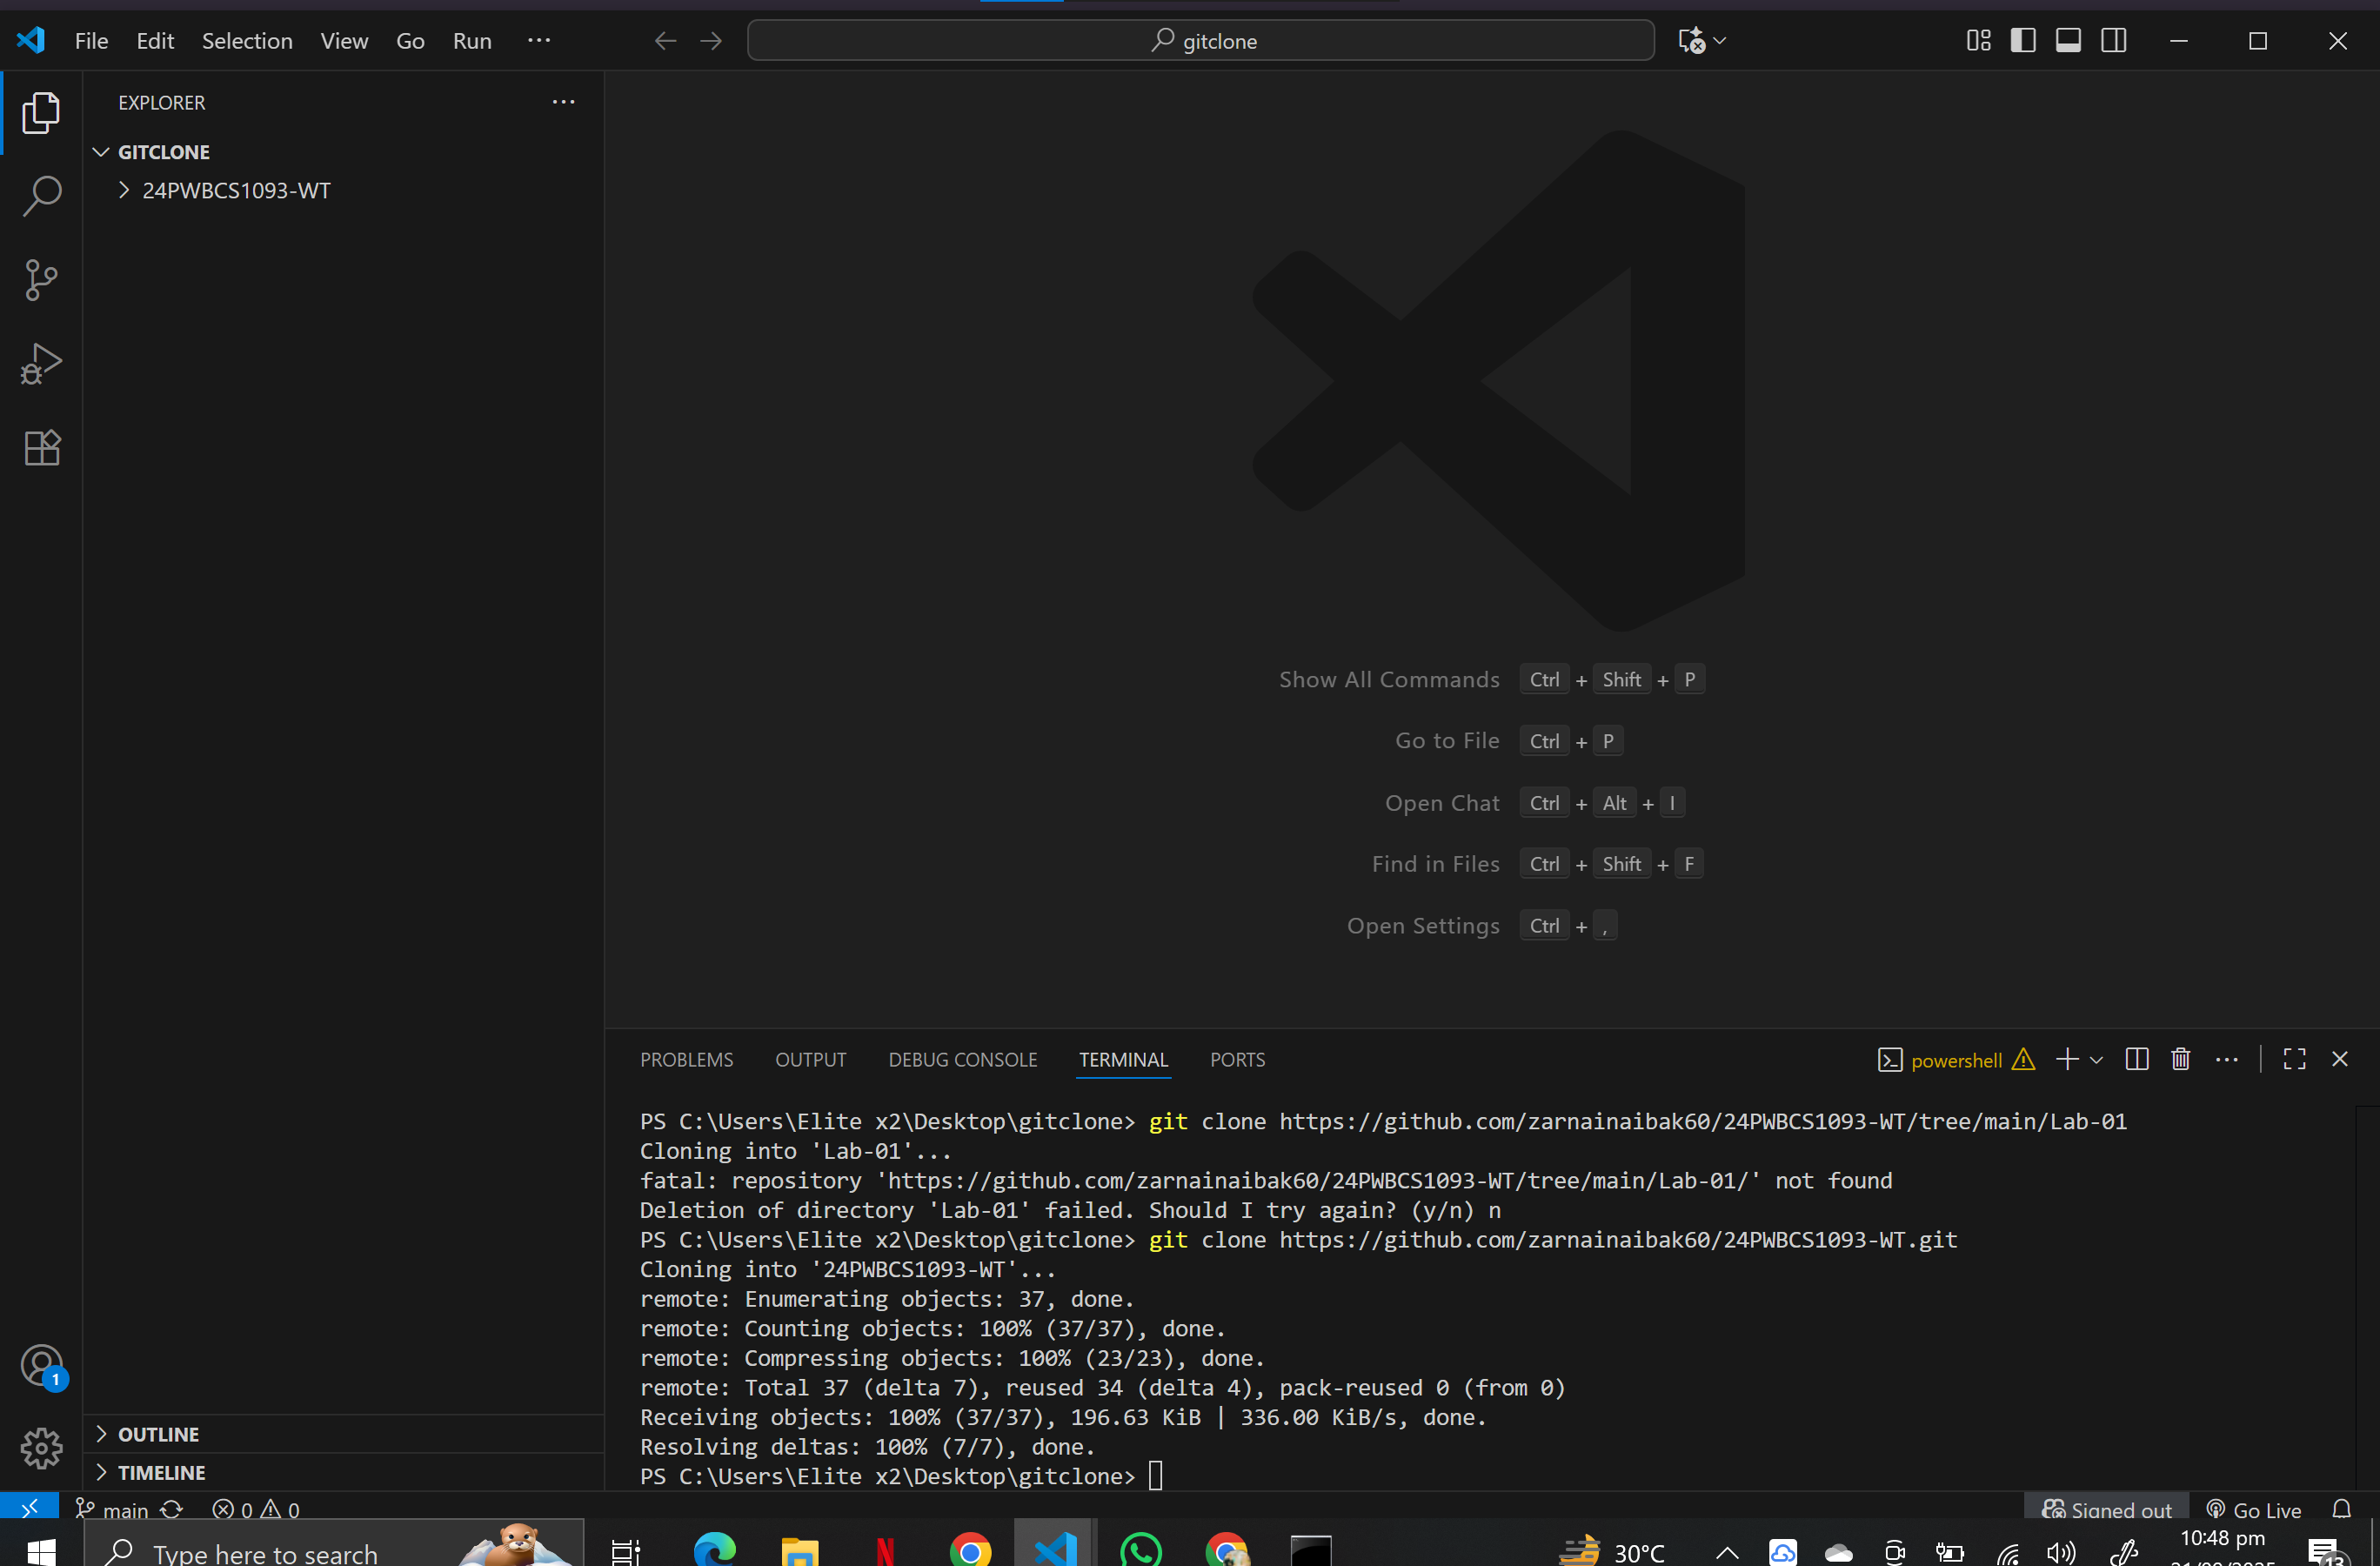 File Edit Selection View Go Run ··· gitclone
EXPLORER
GITCLONE
24PWBCS1093-WT
Show All Commands Ctrl + Shift + P
Go to File Ctrl + P
Open Chat Ctrl + Alt + I
Find in Files Ctrl + Shift + F
Open Settings Ctrl + ,
PROBLEMS OUTPUT DEBUG CONSOLE TERMINAL PORTS powershell
PS C:\Users\Elite x2\Desktop\gitclone> git clone https://github.com/zarnainaibak60/24PWBCS1093-WT/tree/main/Lab-01
Cloning into 'Lab-01'...
fatal: repository 'https://github.com/zarnainaibak60/24PWBCS1093-WT/tree/main/Lab-01/' not found
Deletion of directory 'Lab-01' failed. Should I try again? (y/n) n
PS C:\Users\Elite x2\Desktop\gitclone> git clone https://github.com/zarnainaibak60/24PWBCS1093-WT.git
Cloning into '24PWBCS1093-WT'...
remote: Enumerating objects: 37, done.
remote: Counting objects: 100% (37/37), done.
remote: Compressing objects: 100% (23/23), done.
remote: Total 37 (delta 7), reused 34 (delta 4), pack-reused 0 (from 0)
Receiving objects: 100% (37/37), 196.63 KiB | 336.00 KiB/s, done.
Resolving deltas: 100% (7/7), done.
PS C:\Users\Elite x2\Desktop\gitclone>
1
OUTLINE
TIMELINE
main 0 0 Signed out Go Live
Type here to search 30°C 10:48 pm